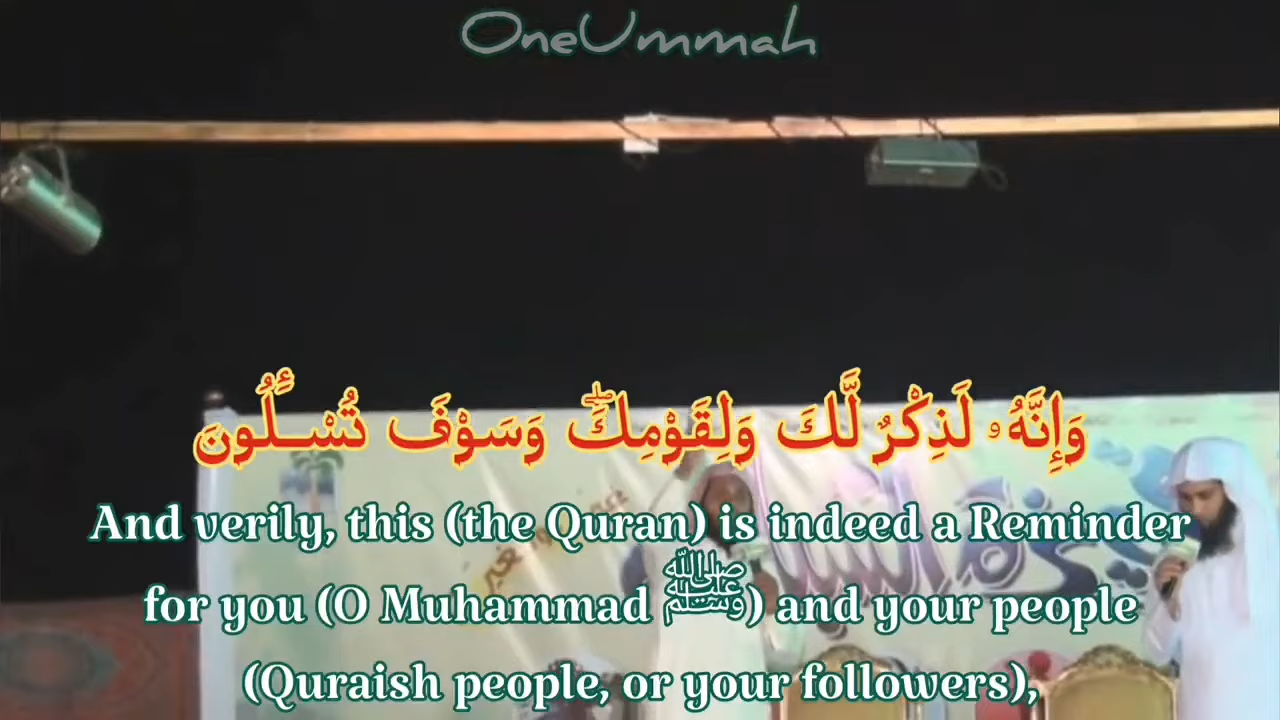 OneUmmah
وَإِنَّهُۥ لَذِكْرٌ لَّكَ وَلِقَوْمِكَۖ وَسَوْفَ تُسْـَٔلُونَ
And verily, this (the Quran) is indeed a Reminder
for you (O Muhammad ﷺ) and your people
(Quraish people, or your followers),